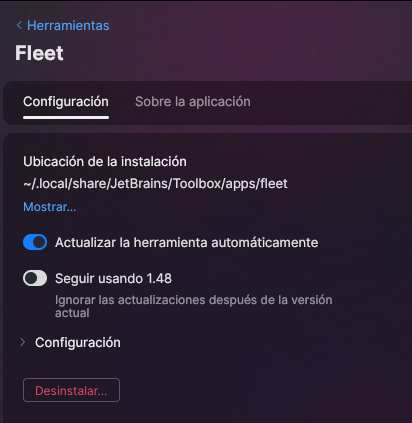 Herramientas
Fleet
Configuración
Sobre la aplicación
Ubicación de la instalación
~/.local/share/JetBrains/Toolbox/apps/fleet
Mostrar...
Actualizar la herramienta automáticamente
Seguir usando 1.48
Ignorar las actualizaciones después de la versión
actual
Configuración
Desinstalar...